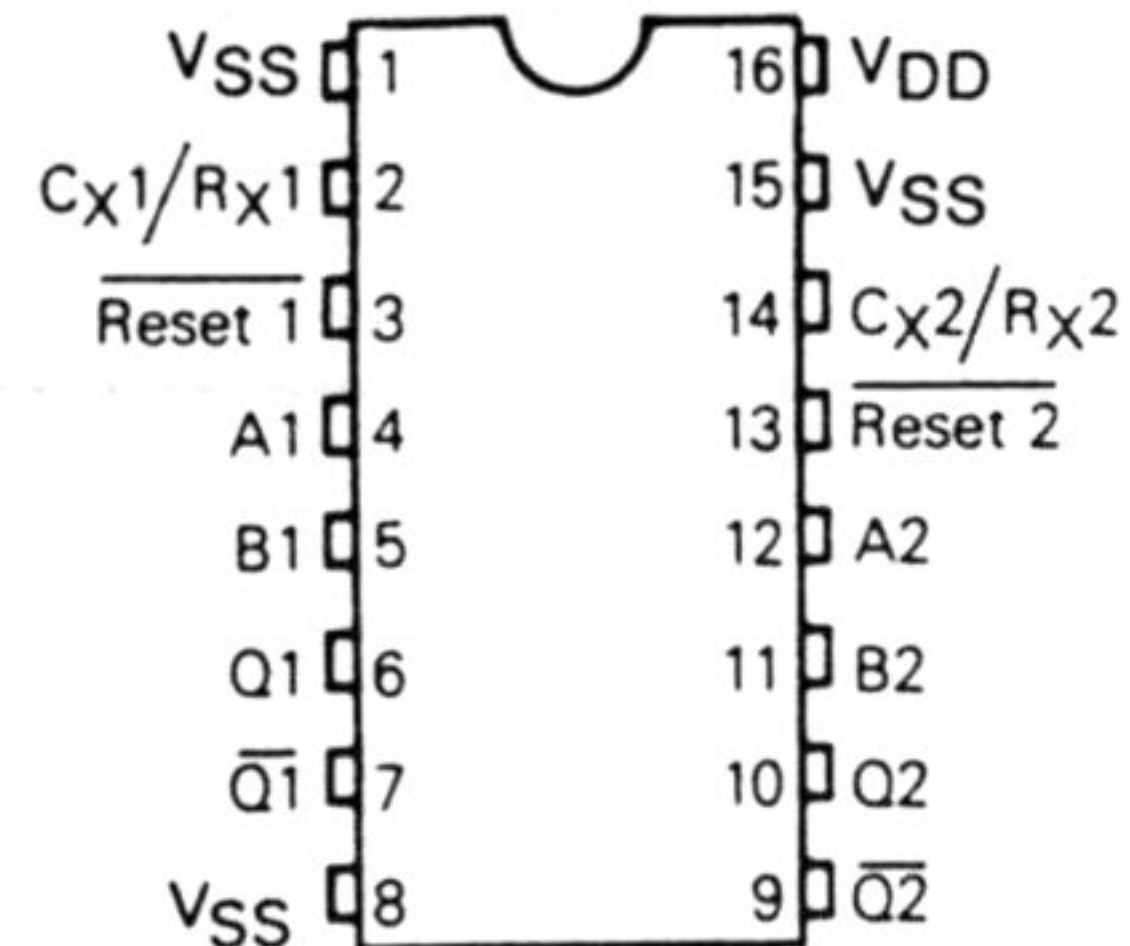 VSS 1 16 VDD
CX1/RX1 2 15 VSS
Reset 1 3 14 CX2/RX2
A1 4 13 Reset 2
B1 5 12 A2
Q1 6 11 B2
Q1 7 10 Q2
VSS 8 9 Q2